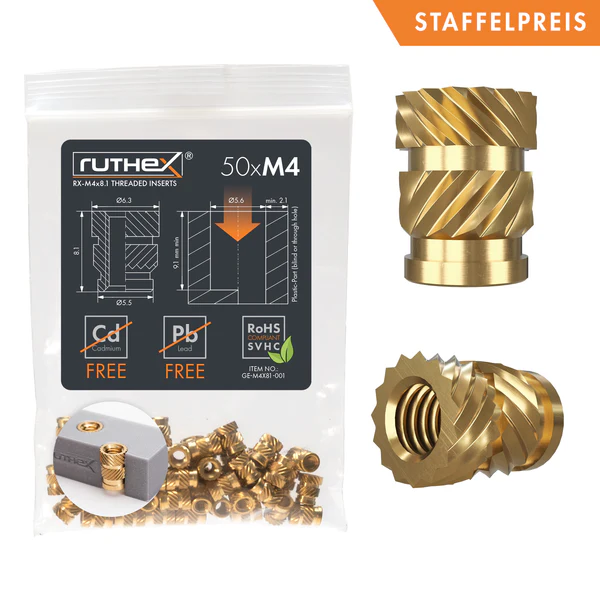 STAFFELPREIS
ruthex®
50xM4
RX-M4x8.1 THREADED INSERTS
Ø6.3
8.1
Ø5.5
Ø5.6
min. 2.1
9.1 mm min
Plastic-Part (blind or through hole)
Cd
Cadmium
FREE
Pb
Lead
FREE
RoHS
COMPLIANT
SVHC
ITEM NO.:
GE-M4X81-001
RUTHEX